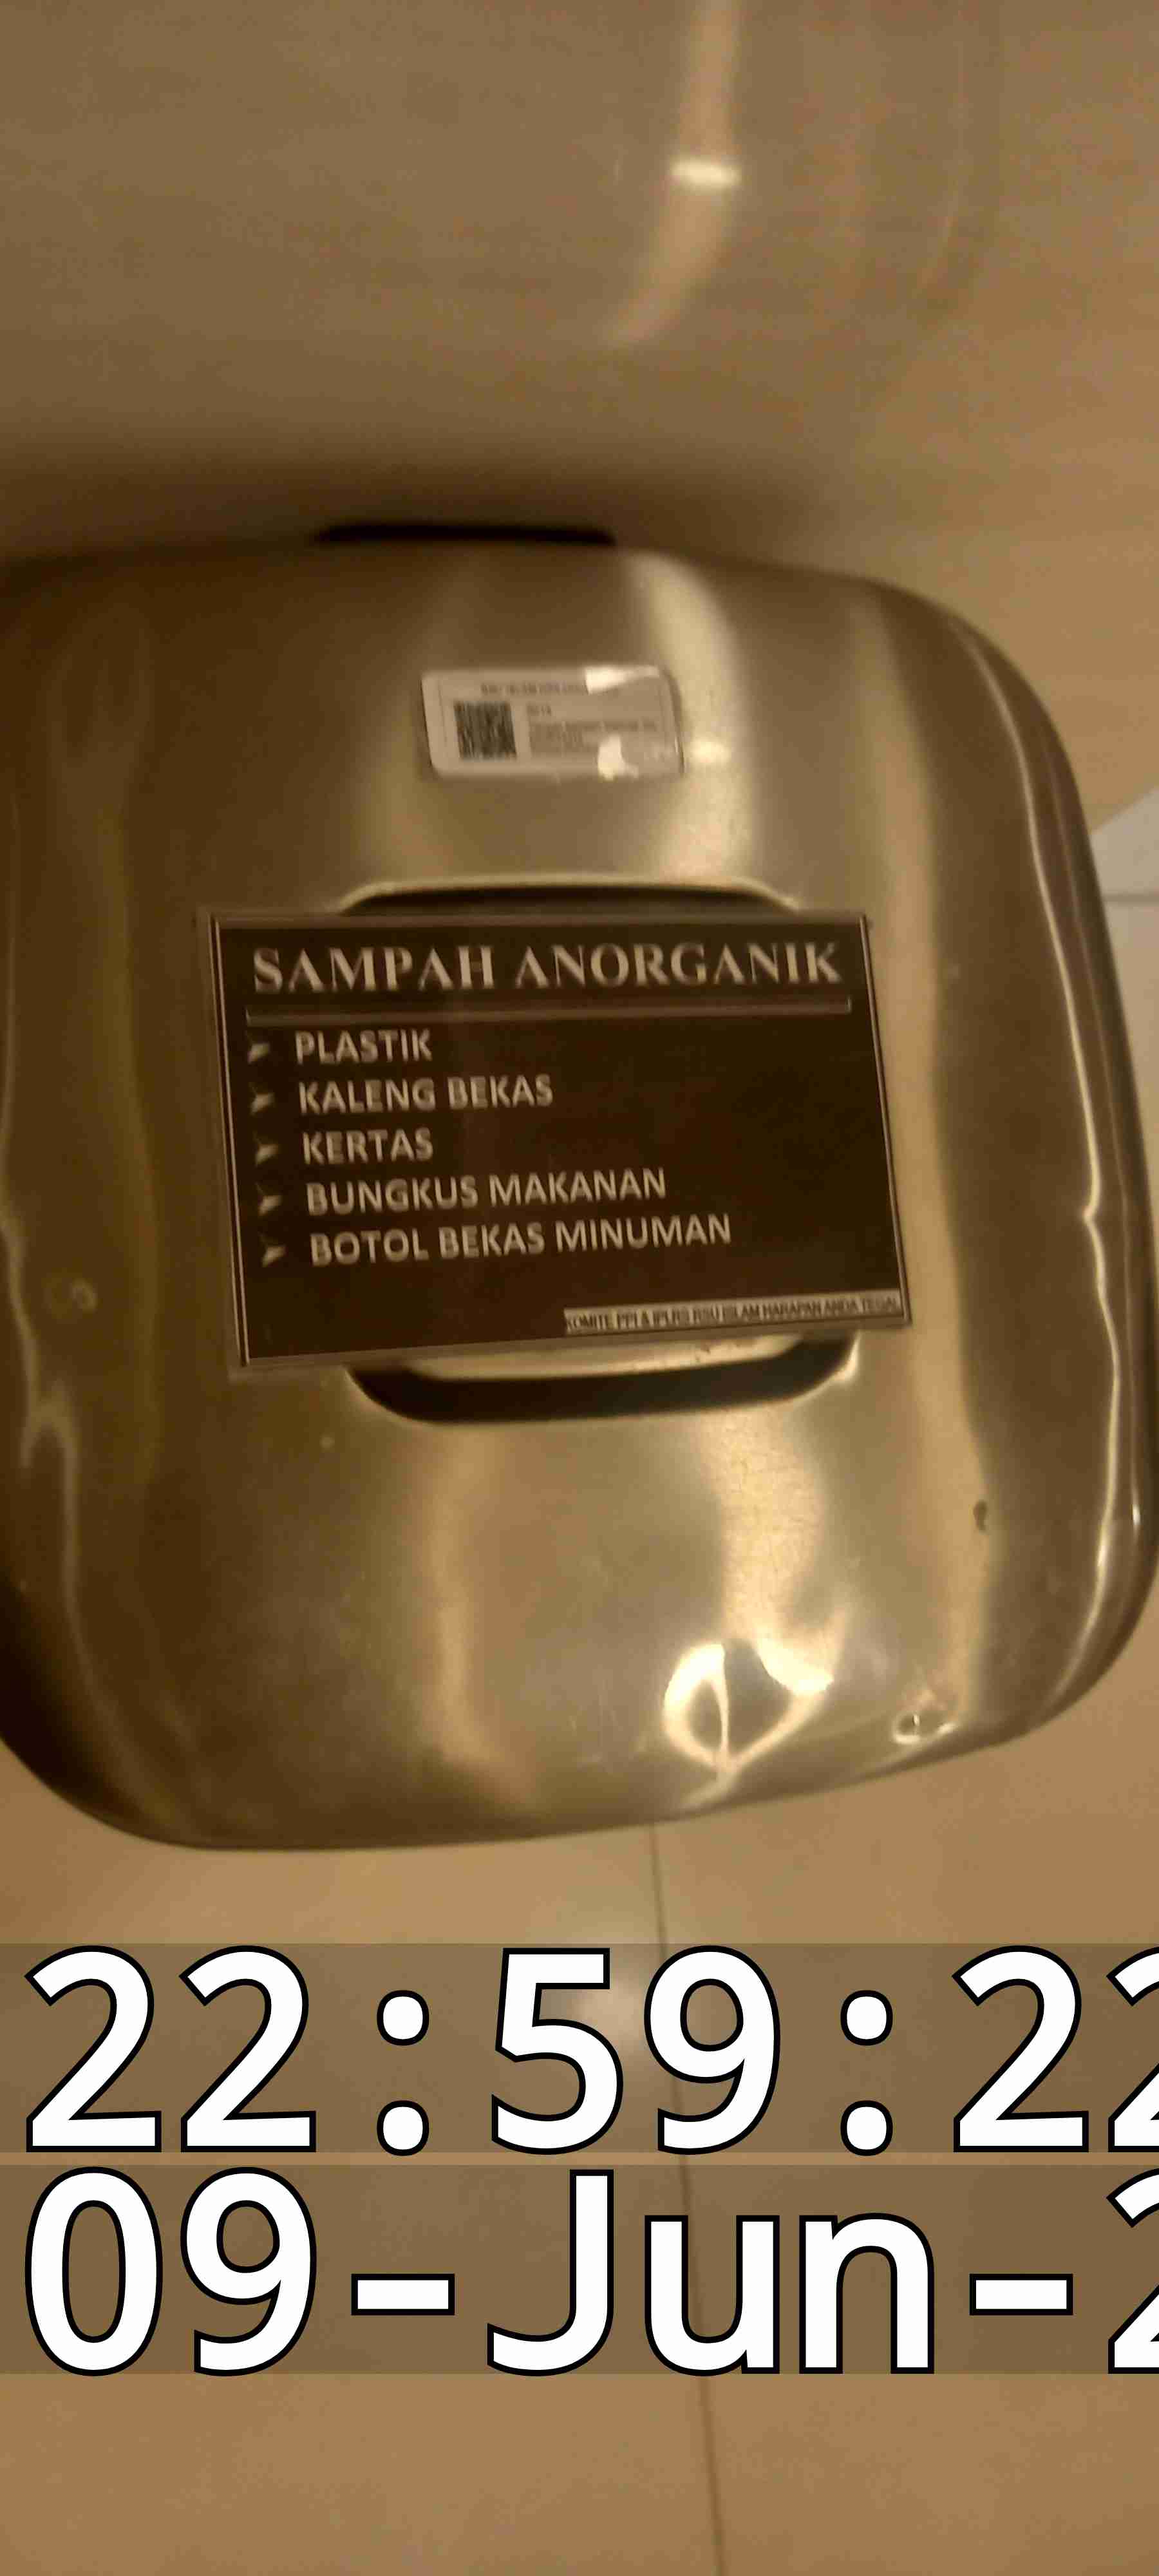 SAMPAH ANORGANIK
➤ PLASTIK
➤ KALENG BEKAS
➤ KERTAS
➤ BUNGKUS MAKANAN
➤ BOTOL BEKAS MINUMAN
KOMITE PPI & IPLRS RSU ISLAM HARAPAN ANDA TEGAL
22:59:22
09-Jun-2